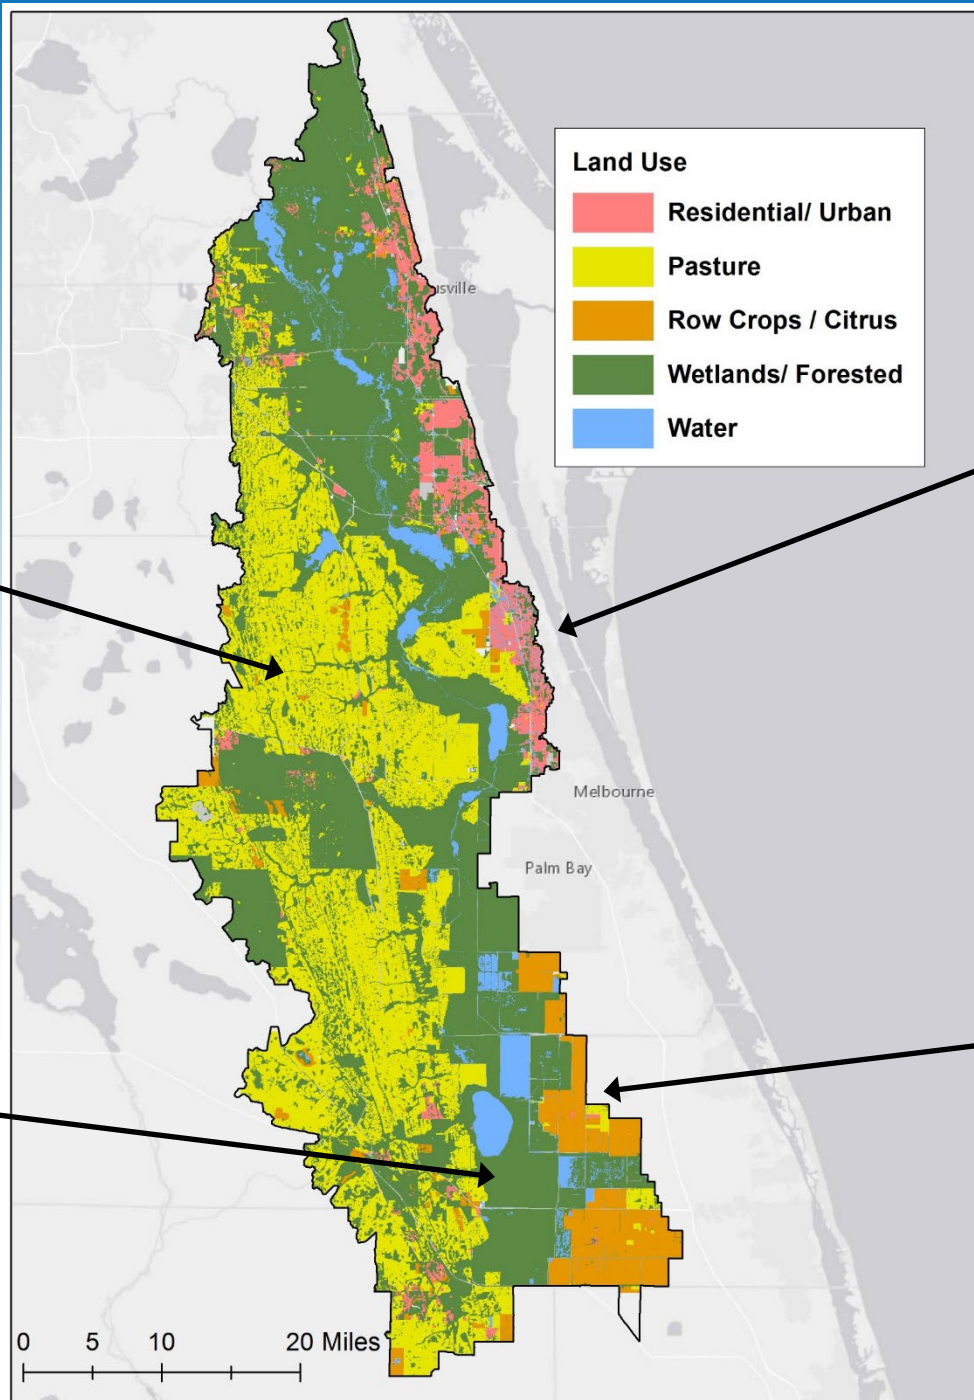 Land Use
Residential/ Urban
Pasture
Row Crops / Citrus
Wetlands/ Forested
Water
usville
Melbourne
Palm Bay
0 5 10 20 Miles